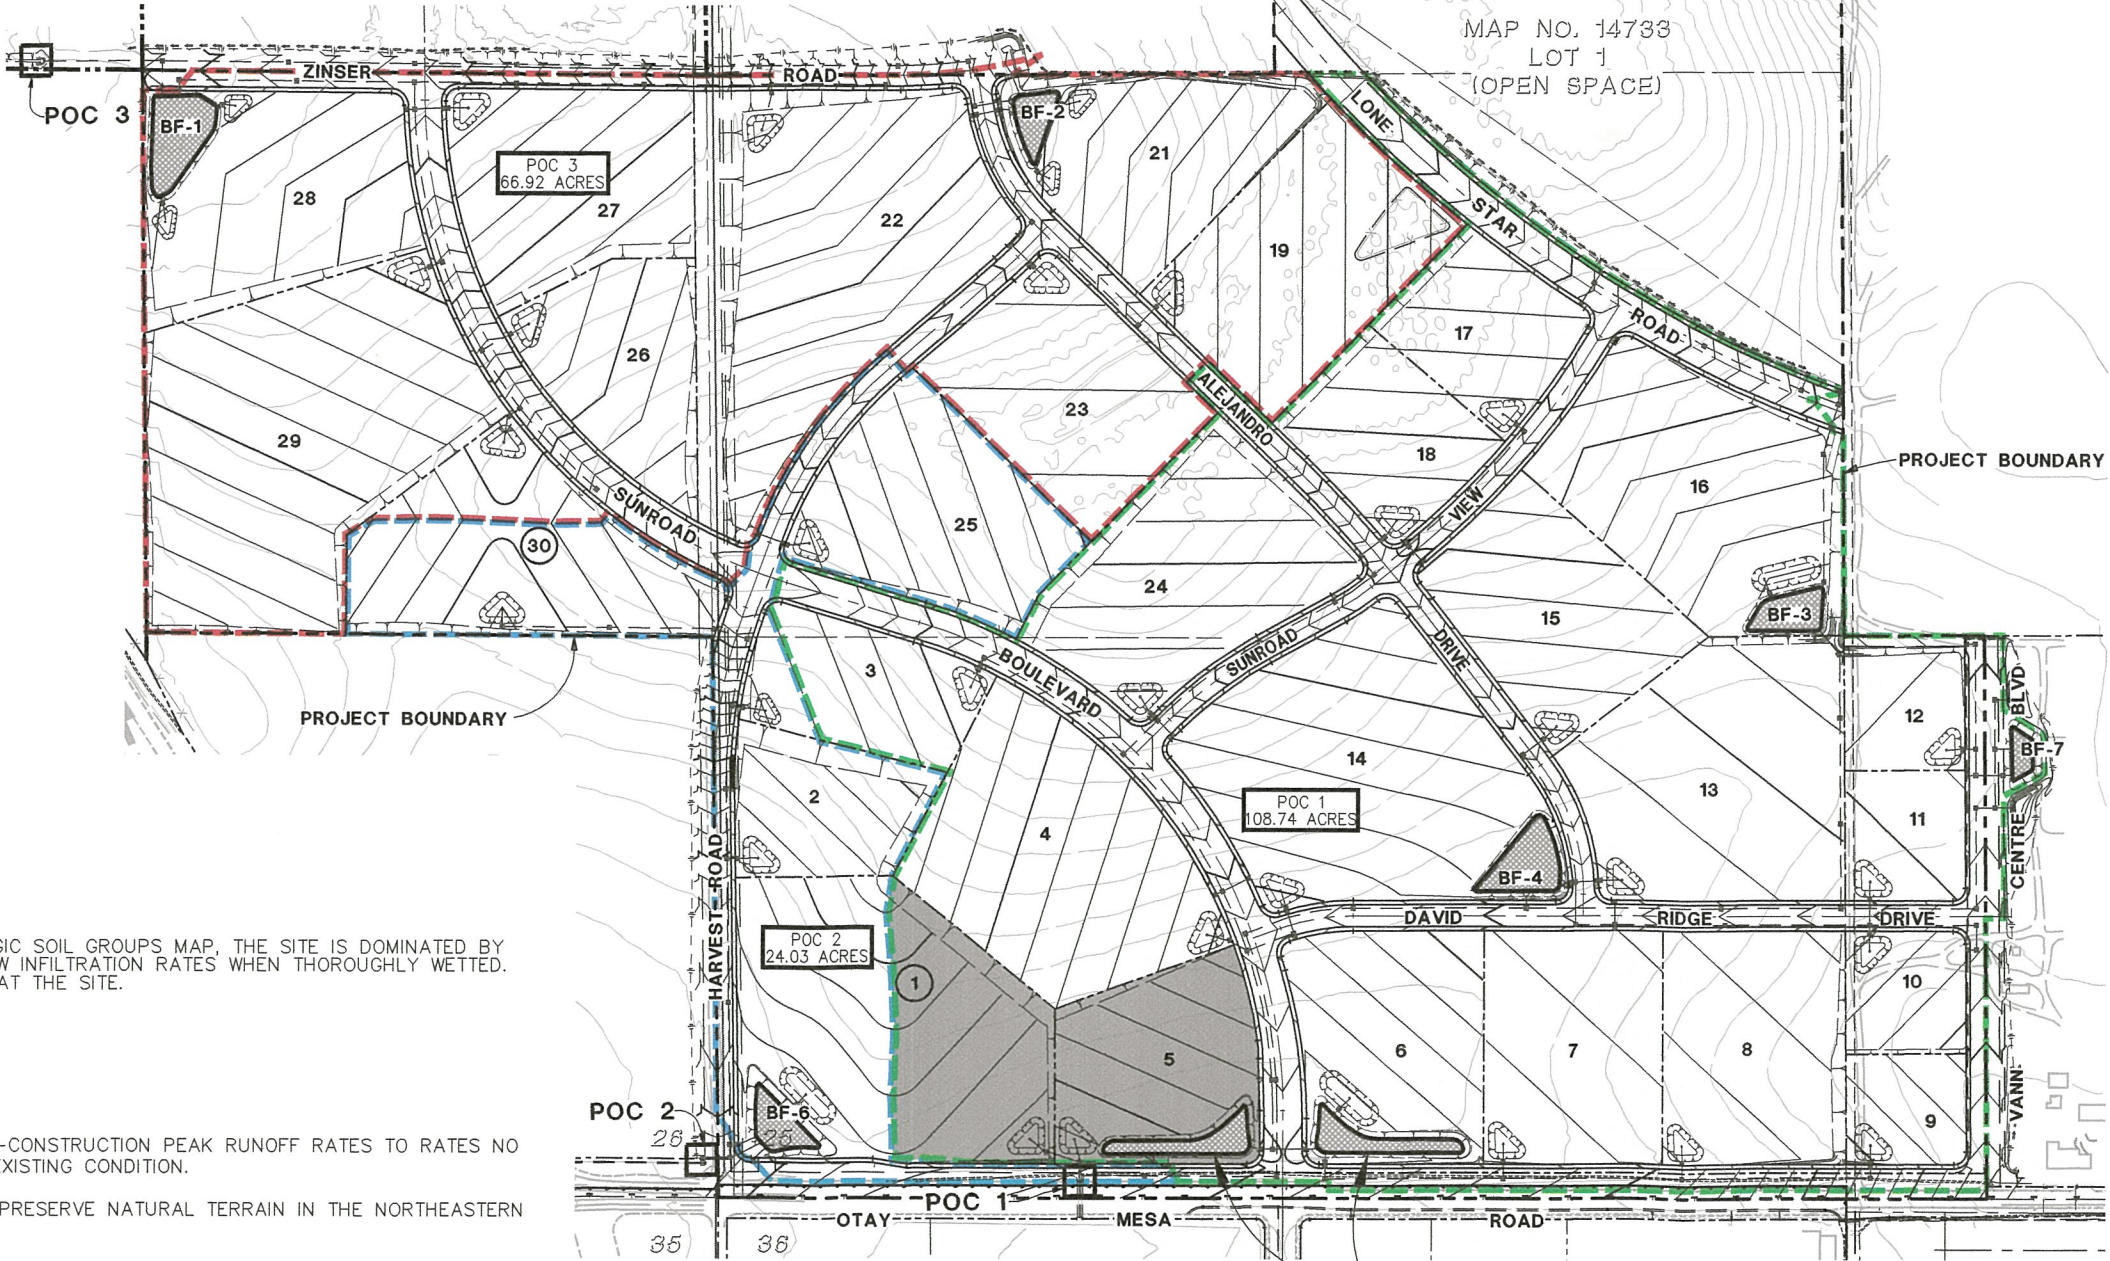 MAP NO. 14733
LOT 1
(OPEN SPACE)
ZINSER ROAD
POC 3
BF-1
BF-2
LONE STAR ROAD
POC 3
66.92 ACRES
21
28
27
22
19
17
26
23
ALEJANDRO
29
18
PROJECT BOUNDARY
16
VIEW
SUNROAD
25
30
24
15
BF-3
SUNROAD
DRIVE
3
BOULEVARD
PROJECT BOUNDARY
12
BLVD
BF-7
14
2
POC 1
108.74 ACRES
13
4
11
HARVEST ROAD
CENTRE
BF-4
DAVID RIDGE DRIVE
POC 2
24.03 ACRES
GIC SOIL GROUPS MAP, THE SITE IS DOMINATED BY
W INFILTRATION RATES WHEN THOROUGHLY WETTED.
AT THE SITE.
1
10
5
6
7
8
9
VANN
POC 2
BF-6
26
25
-CONSTRUCTION PEAK RUNOFF RATES TO RATES NO
EXISTING CONDITION.
PRESERVE NATURAL TERRAIN IN THE NORTHEASTERN
POC 1
OTAY MESA ROAD
35
36